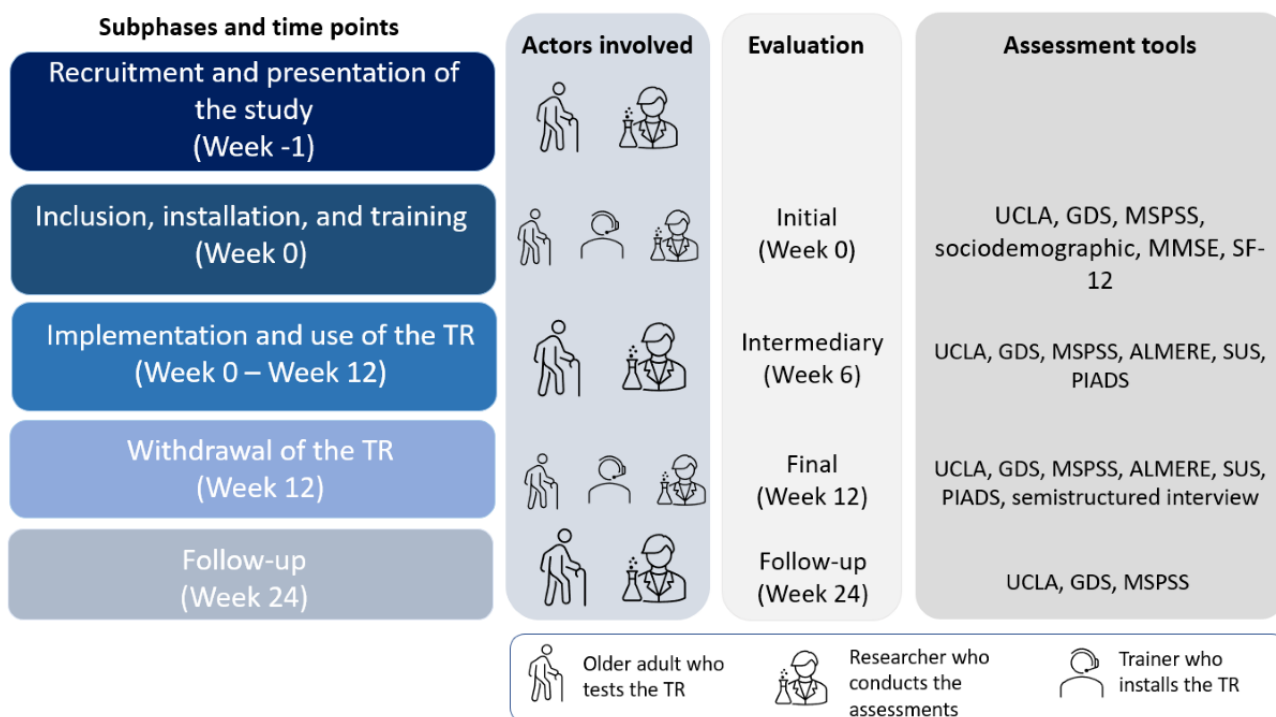 Subphases and time points
Actors involved
Evaluation
Assessment tools
Recruitment and presentation of
the study
(Week -1)
Inclusion, installation, and training
(Week 0)
Initial
(Week 0)
UCLA, GDS, MSPSS,
sociodemographic, MMSE, SF-
12
Implementation and use of the TR
(Week 0 – Week 12)
Intermediary
(Week 6)
UCLA, GDS, MSPSS, ALMERE, SUS,
PIADS
Withdrawal of the TR
(Week 12)
Final
(Week 12)
UCLA, GDS, MSPSS, ALMERE, SUS,
PIADS, semistructured interview
Follow-up
(Week 24)
Follow-up
(Week 24)
UCLA, GDS, MSPSS
Older adult who
tests the TR
Researcher who
conducts the
assessments
Trainer who
installs the TR